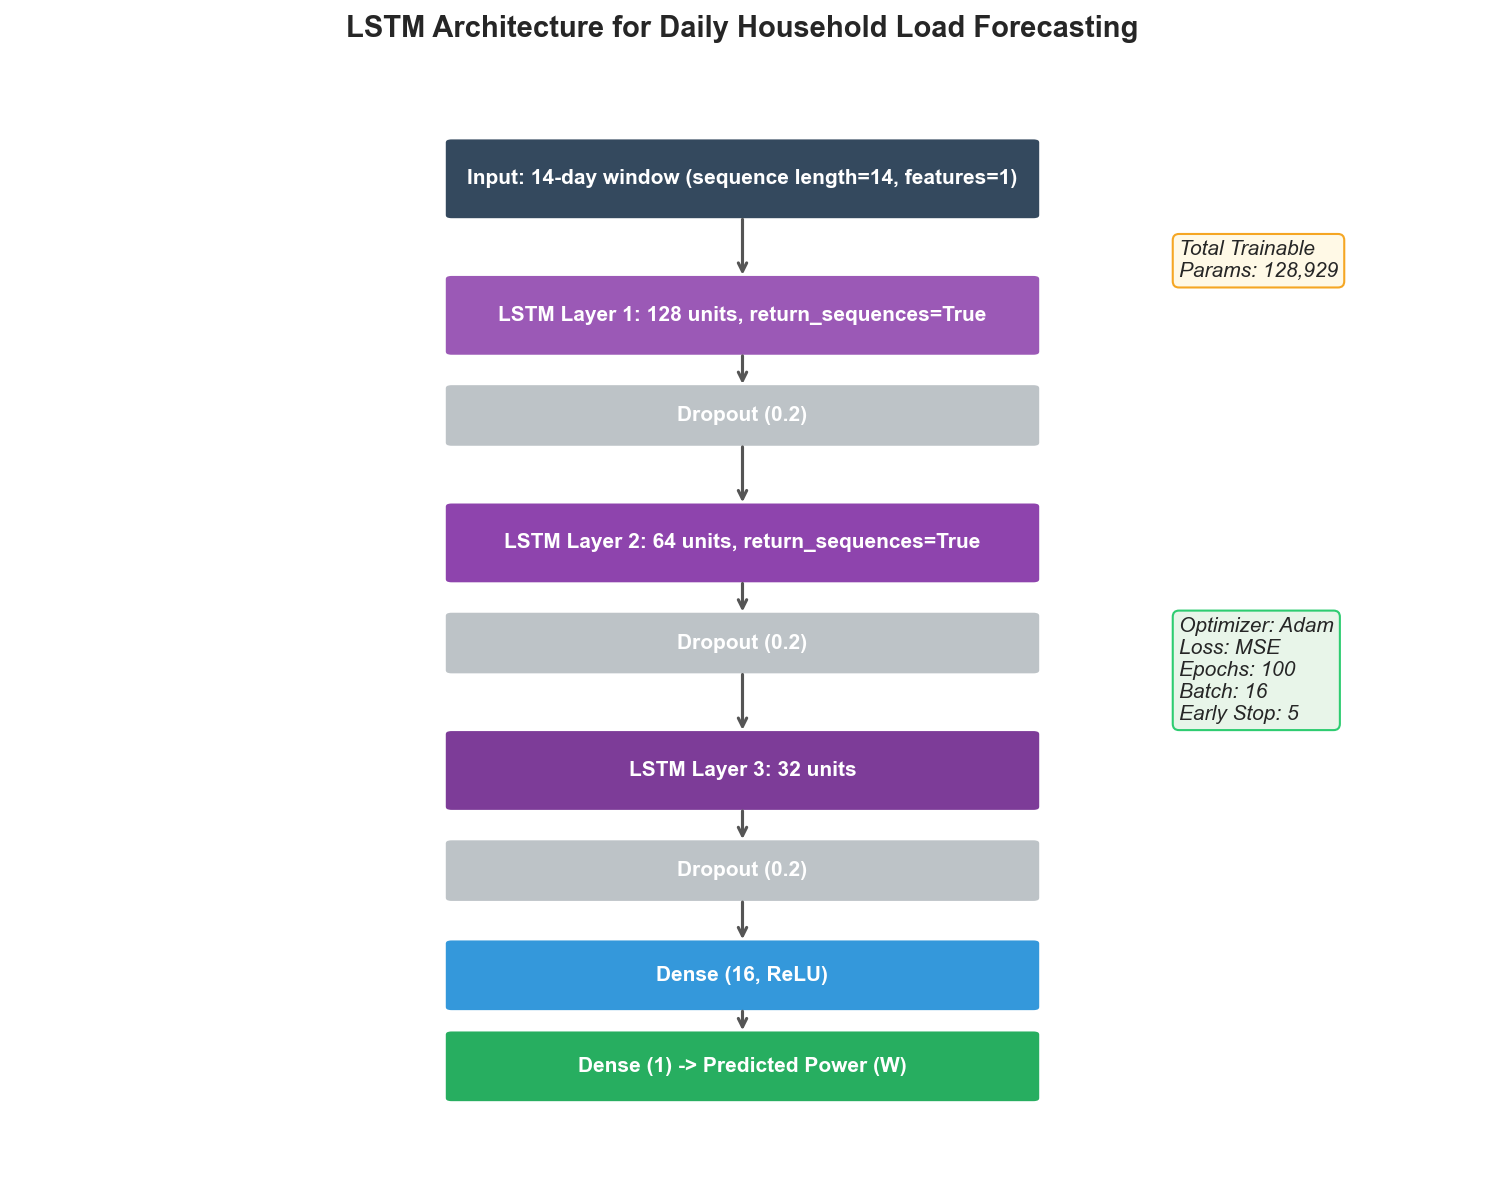 LSTM Architecture for Daily Household Load Forecasting
Input: 14-day window (sequence length=14, features=1)
Total Trainable
Params: 128,929
LSTM Layer 1: 128 units, return_sequences=True
Dropout (0.2)
LSTM Layer 2: 64 units, return_sequences=True
Dropout (0.2)
Optimizer: Adam
Loss: MSE
Epochs: 100
Batch: 16
Early Stop: 5
LSTM Layer 3: 32 units
Dropout (0.2)
Dense (16, ReLU)
Dense (1) -> Predicted Power (W)